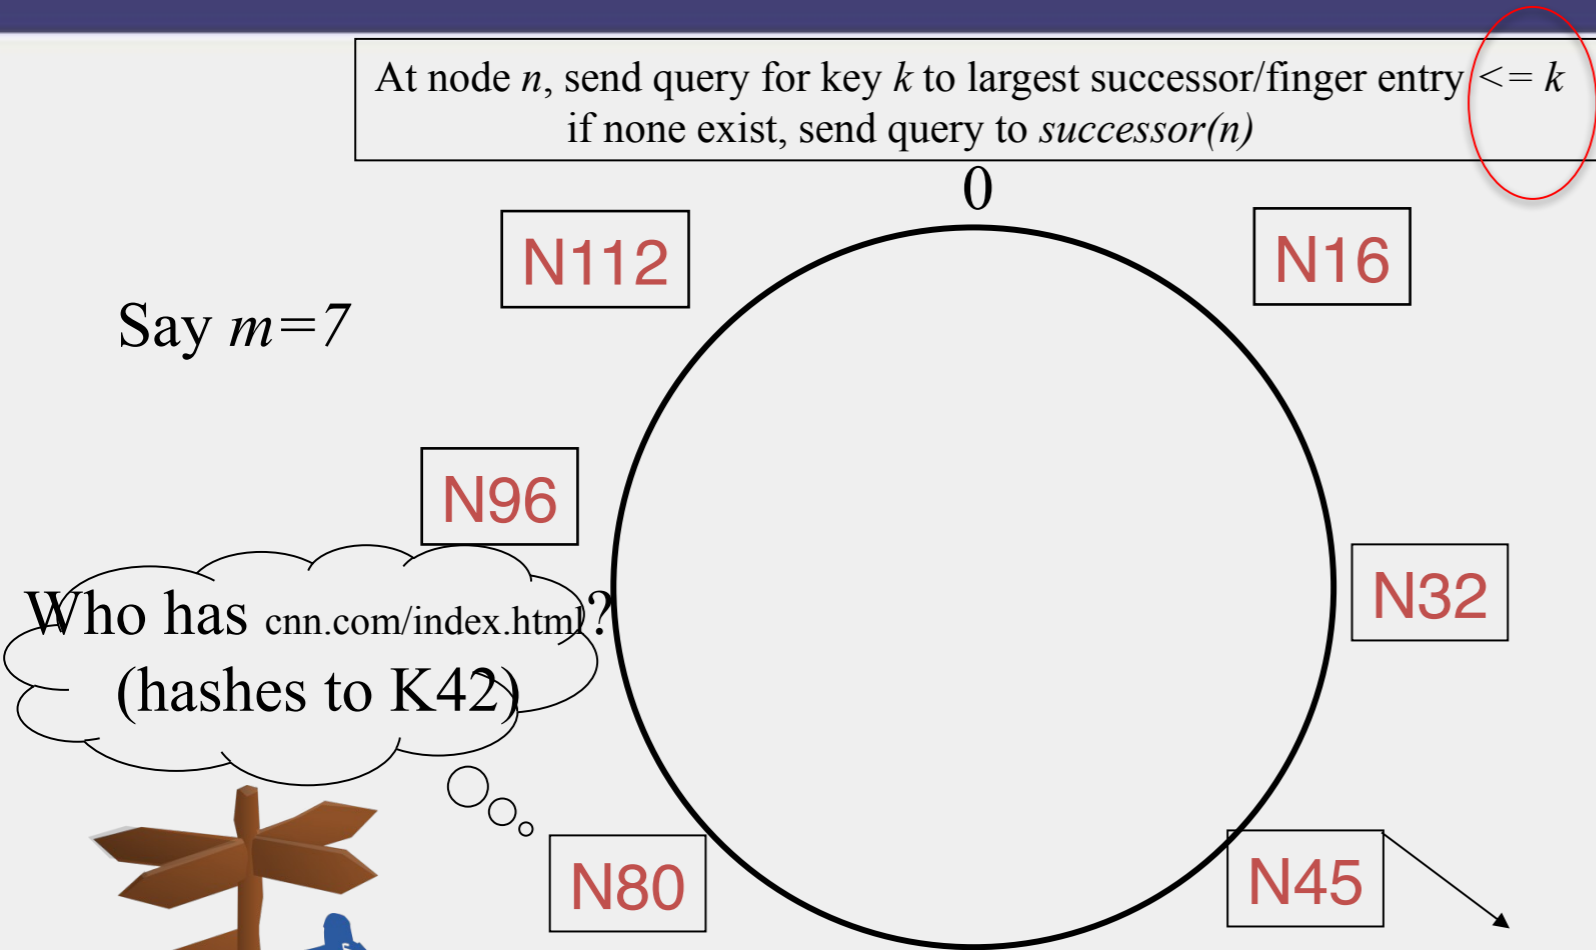 At node n, send query for key k to largest successor/finger entry <= k
if none exist, send query to successor(n)
0
N112
N16
Say m=7
N96
N32
Who has cnn.com/index.html?
(hashes to K42)
N80
N45